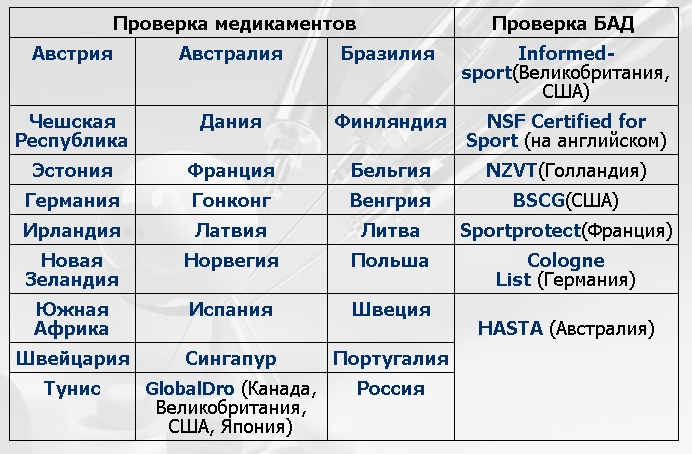 Проверка медикаментов
Проверка БАД
Австрия
Австралия
Бразилия
Informed-
sport(Великобритания,
США)
Чешская
Республика
Дания
Финляндия
NSF Certified for
Sport (на английском)
Эстония
Франция
Бельгия
NZVT(Голландия)
Германия
Гонконг
Венгрия
BSCG(США)
Ирландия
Латвия
Литва
Sportprotect(Франция)
Новая
Зеландия
Норвегия
Польша
Cologne
List (Германия)
Южная
Африка
Испания
Швеция
HASTA (Австралия)
Швейцария
Сингапур
Португалия
Тунис
GlobalDro (Канада,
Великобритания,
США, Япония)
Россия